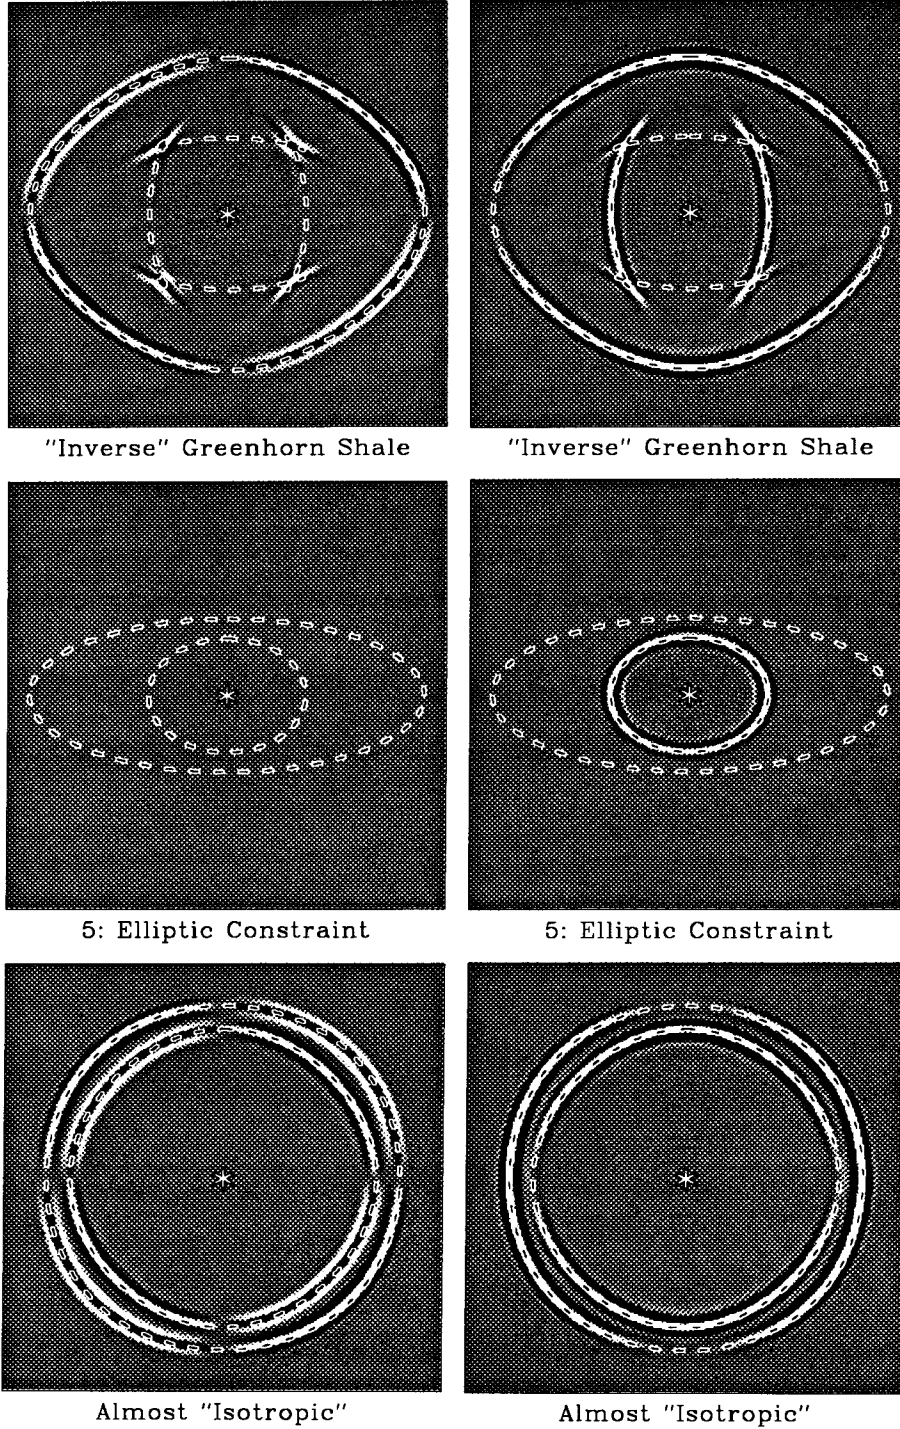 "Inverse" Greenhorn Shale
"Inverse" Greenhorn Shale
5: Elliptic Constraint
5: Elliptic Constraint
Almost "Isotropic"
Almost "Isotropic"